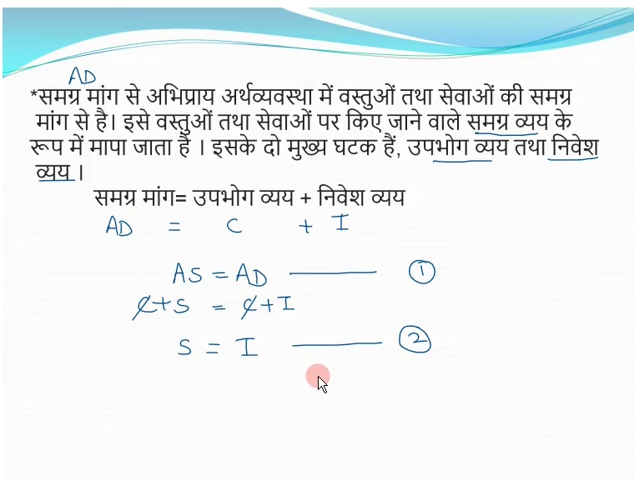 AD
*समग्र मांग से अभिप्राय अर्थव्यवस्था में वस्तुओं तथा सेवाओं की समग्र
मांग से है। इसे वस्तुओं तथा सेवाओं पर किए जाने वाले समग्र व्यय के
रूप में मापा जाता है । इसके दो मुख्य घटक हैं, उपभोग व्यय तथा निवेश
व्यय ।
समग्र मांग= उपभोग व्यय + निवेश व्यय
AD = C + I
AS = AD ——— ①
C+S = C+I
S = I ——— ②